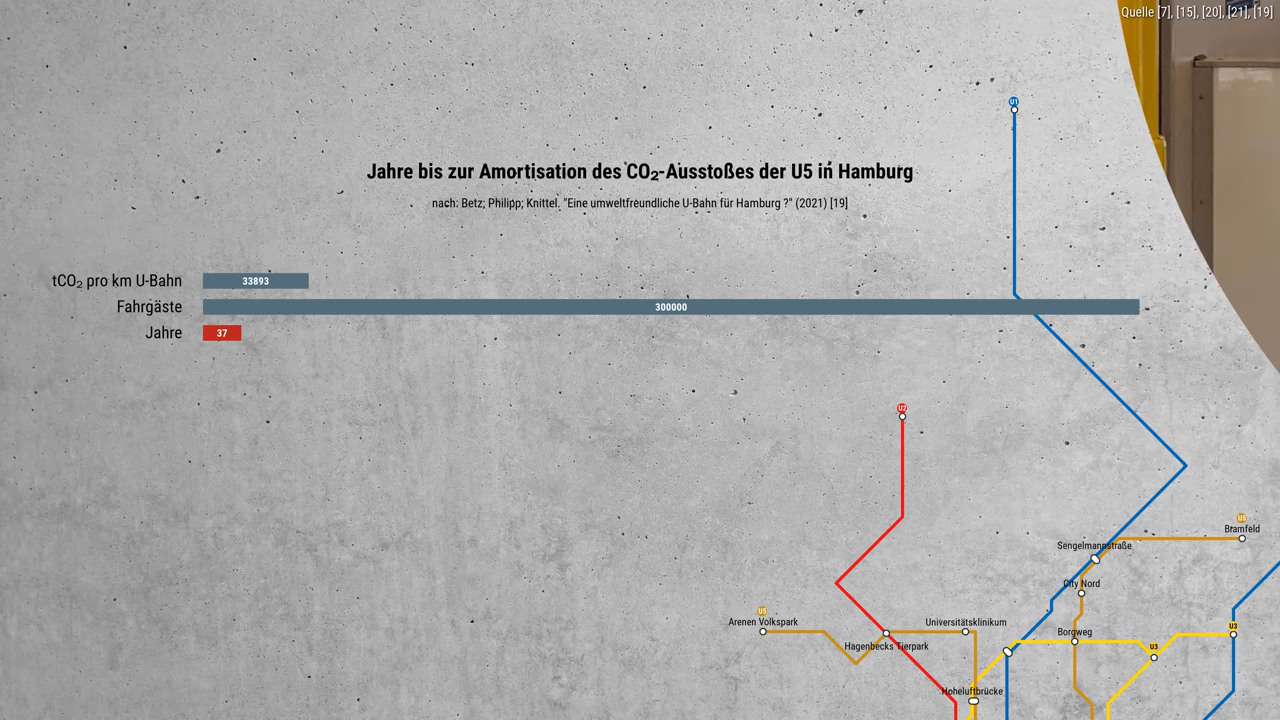 Quelle [7], [15], [20], [21], [19]
U1
Jahre bis zur Amortisation des CO₂-Ausstoßes der U5 in Hamburg
nach: Betz; Philipp; Knittel. "Eine umweltfreundliche U-Bahn für Hamburg ?" (2021) [19]
tCO₂ pro km U-Bahn 33893
Fahrgäste 300000
Jahre 37
U2
U5
Bramfeld
Sengelmannstraße
City Nord
U5
Arenen Volkspark
Universitätsklinikum
U3
Borgweg
Hagenbecks Tierpark
U3
Hoheluftbrücke